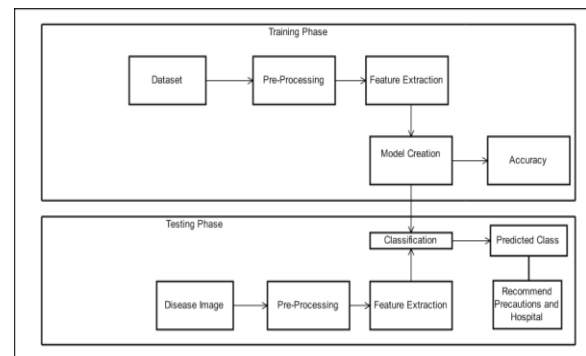 Training Phase
Dataset
Pre-Processing
Feature Extraction
Model Creation
Accuracy
Testing Phase
Classification
Predicted Class
Disease Image
Pre-Processing
Feature Extraction
Recommend
Precautions and
Hospital